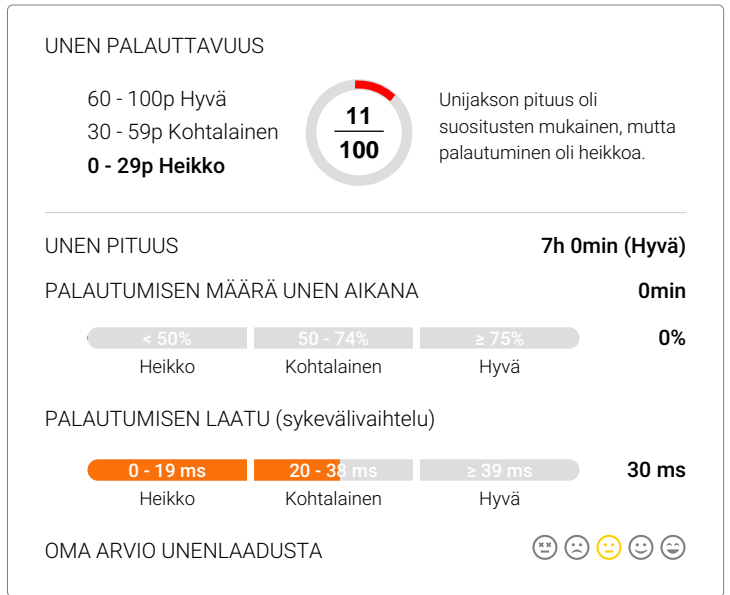 UNEN PALAUTTAVUUS
60 - 100p Hyvä
30 - 59p Kohtalainen
0 - 29p Heikko
11
100
Unijakson pituus oli
suositusten mukainen, mutta
palautuminen oli heikkoa.
UNEN PITUUS 7h 0min (Hyvä)
PALAUTUMISEN MÄÄRÄ UNEN AIKANA 0min
< 50% 50 - 74% ≥ 75% 0%
Heikko Kohtalainen Hyvä
PALAUTUMISEN LAATU (sykevälivaihtelu)
0 - 19 ms 20 - 38 ms ≥ 39 ms 30 ms
Heikko Kohtalainen Hyvä
OMA ARVIO UNENLAADUSTA